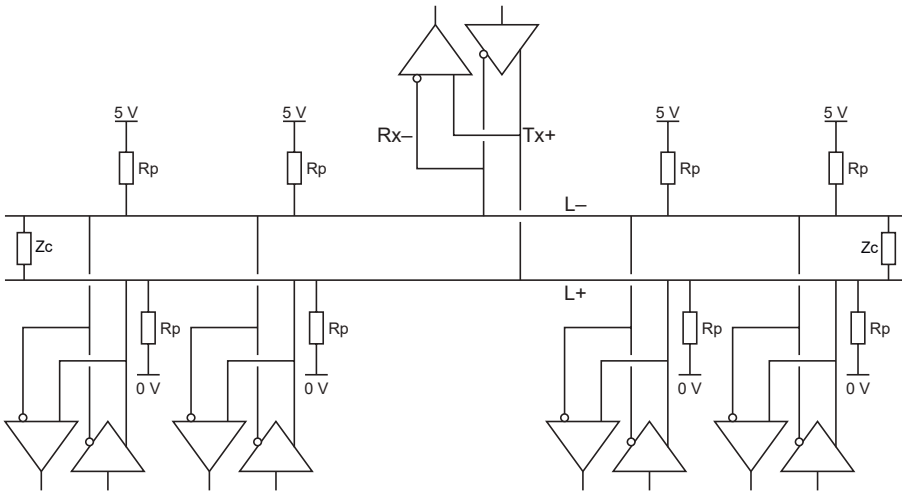 Rx– Tx+
5 V 5 V 5 V 5 V
Rp Rp Rp Rp
L–
Zc Zc
L+
Rp Rp Rp Rp
0 V 0 V 0 V 0 V